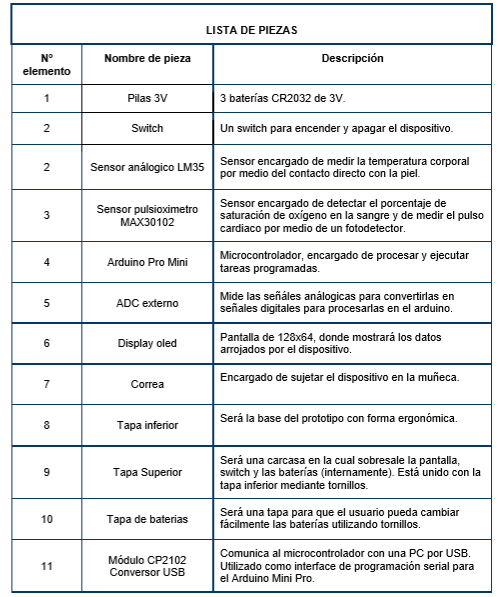 LISTA DE PIEZAS
N°
elemento
Nombre de pieza
Descripción
1
Pilas 3V
3 baterías CR2032 de 3V.
2
Switch
Un switch para encender y apagar el dispositivo.
2
Sensor análogico LM35
Sensor encargado de medir la temperatura corporal
por medio del contacto directo con la piel.
3
Sensor pulsioximetro
MAX30102
Sensor encargado de detectar el porcentaje de
saturación de oxígeno en la sangre y de medir el pulso
cardiaco por medio de un fotodetector.
4
Arduino Pro Mini
Microcontrolador, encargado de procesar y ejecutar
tareas programadas.
5
ADC externo
Mide las señáles análogicas para convertirlas en
señales digitales para procesarlas en el arduino.
6
Display oled
Pantalla de 128x64, donde mostrará los datos
arrojados por el dispositivo.
7
Correa
Encargado de sujetar el dispositivo en la muñeca.
8
Tapa inferior
Será la base del prototipo con forma ergonómica.
9
Tapa Superior
Será una carcasa en la cual sobresale la pantalla,
switch y las baterías (internamente). Está unido con la
tapa inferior mediante tornillos.
10
Tapa de baterias
Será una tapa para que el usuario pueda cambiar
fácilmente las baterías utilizando tornillos.
11
Módulo CP2102
Conversor USB
Comunica al microcontrolador con una PC por USB.
Utilizado como interface de programación serial para
el Arduino Mini Pro.